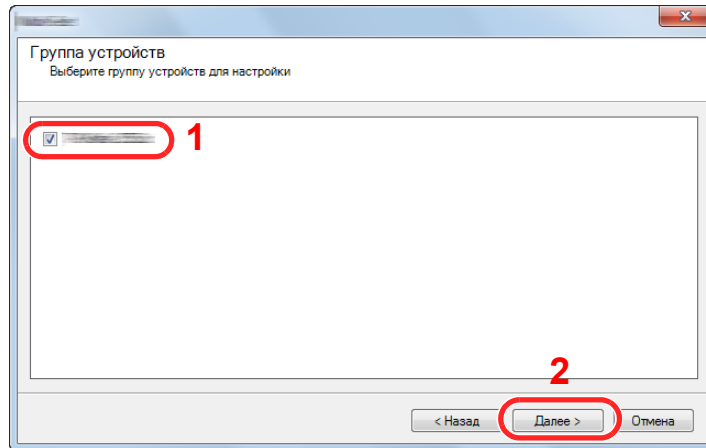 Группа устройств
Выберите группу устройств для настройки
1
2
< Назад
Далее >
Отмена